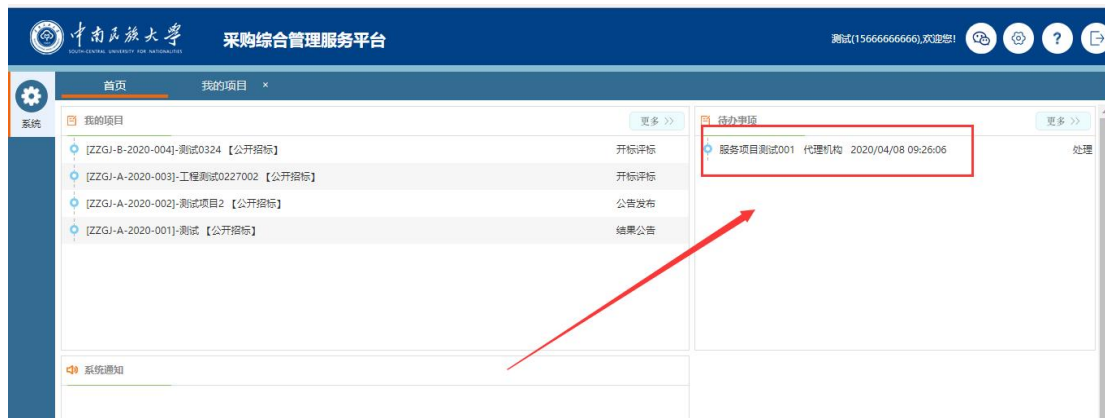 中南民族大学
SOUTH-CENTRAL UNIVERSITY FOR NATIONALITIES
采购综合管理服务平台
测试(15666666666),欢迎您!
?
首页
我的项目 ×
系统
我的项目
更多 >>
[ZZGJ-B-2020-004]-测试0324 【公开招标】 开标评标
[ZZGJ-A-2020-003]-工程测试0227002 【公开招标】 开标评标
[ZZGJ-A-2020-002]-测试项目2 【公开招标】 公告发布
[ZZGJ-A-2020-001]-测试 【公开招标】 结果公告
待办事项
更多 >>
服务项目测试001 代理机构 2020/04/08 09:26:06 处理
系统通知